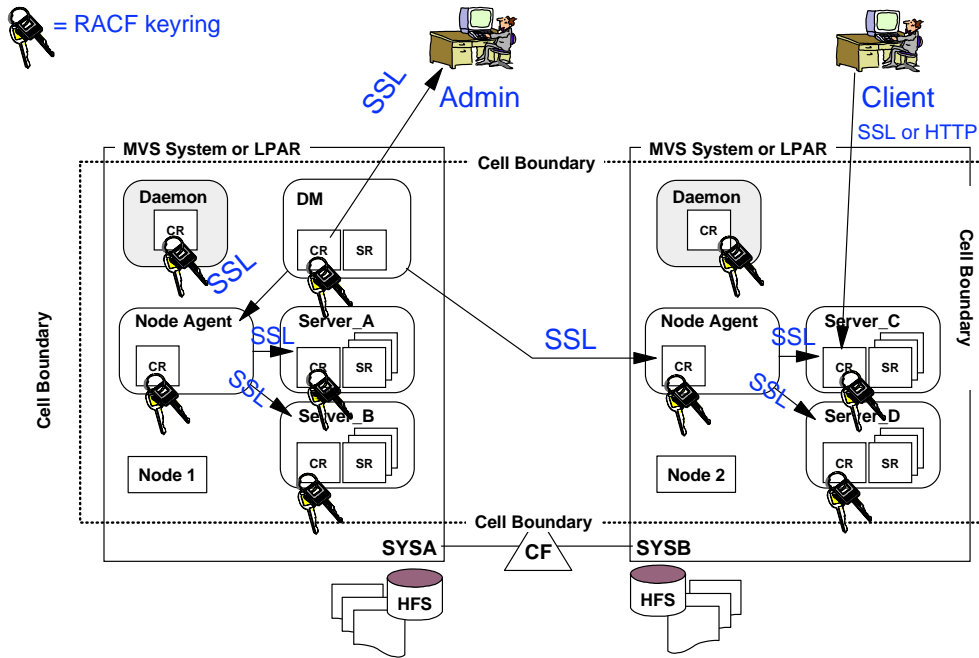 = RACF keyring
SSL
Admin
Client
SSL or HTTP
MVS System or LPAR
Cell Boundary
MVS System or LPAR
Daemon
CR
DM
CR
SR
Daemon
CR
SSL
Cell Boundary
Cell Boundary
Node Agent
CR
SSL
SSL
Server_A
CR
SR
SSL
Node Agent
CR
SSL
SSL
Server_C
CR
SR
Server_B
CR
SR
Server_D
CR
SR
Node 1
Node 2
Cell Boundary
SYSA
CF
SYSB
HFS
HFS